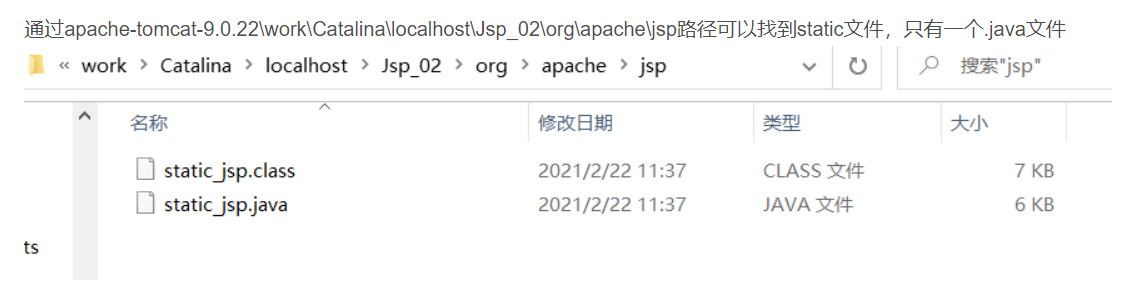 通过apache-tomcat-9.0.22\work\Catalina\localhost\Jsp_02\org\apache\jsp路径可以找到static文件，只有一个.java文件
« work > Catalina > localhost > Jsp_02 > org > apache > jsp 搜索"jsp"
名称 修改日期 类型 大小
static_jsp.class 2021/2/22 11:37 CLASS 文件 7 KB
static_jsp.java 2021/2/22 11:37 JAVA 文件 6 KB
ts